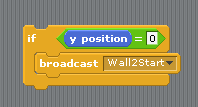 if y position = 0
broadcast Wall2Start